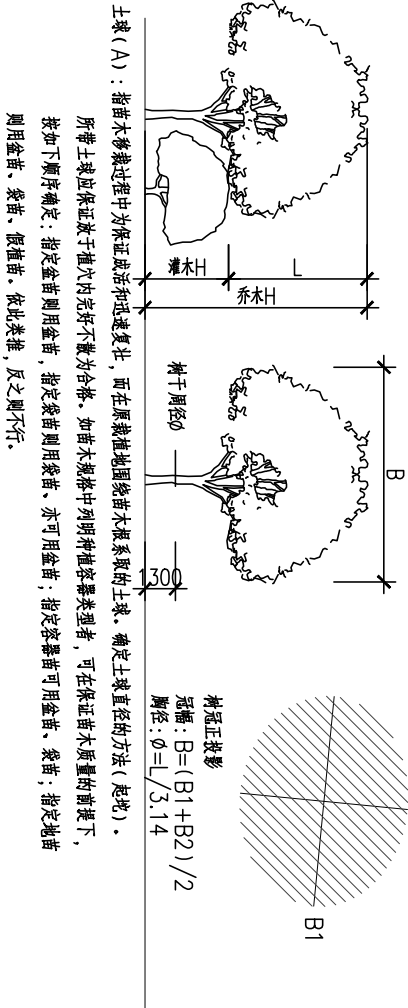 灌木H
L
乔木H
树干周径Ø
1300
B
树冠正投影
冠幅：B=(B1+B2)/2
胸径：Ø=L/3.14
B1
土球(A)：指苗木移栽过程中为保证成活和迅速复壮，而在原栽植地围绕苗木根系取的土球。确定土球直径的方法(起挖)。
所带土球应保证放于植穴内完好不散为合格。如苗木规格中列明种植容器类型者，可在保证苗木质量的前提下，
按如下顺序确定：指定盆苗则用盆苗，指定袋苗则用袋苗、亦可用盆苗；指定容器苗可用盆苗、袋苗；指定地苗
则用盆苗、袋苗、假植苗。依此类推，反之则不行。